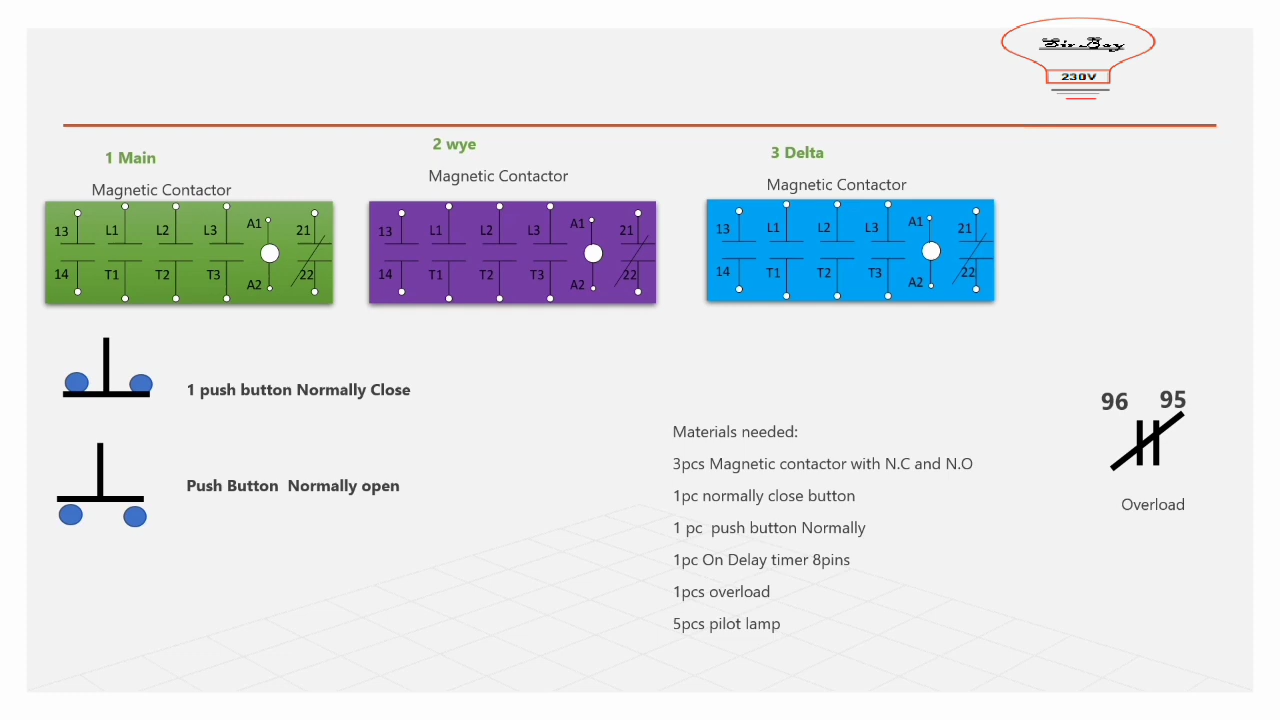 Sir Boy
230V
1 Main
2 wye
3 Delta
Magnetic Contactor
Magnetic Contactor
Magnetic Contactor
13 L1 L2 L3 A1 21
14 T1 T2 T3 A2 22
13 L1 L2 L3 A1 21
14 T1 T2 T3 A2 22
13 L1 L2 L3 A1 21
14 T1 T2 T3 A2 22
1 push button Normally Close
Push Button Normally open
Materials needed:
3pcs Magnetic contactor with N.C and N.O
1pc normally close button
1 pc push button Normally
1pc On Delay timer 8pins
1pcs overload
5pcs pilot lamp
96 95
Overload